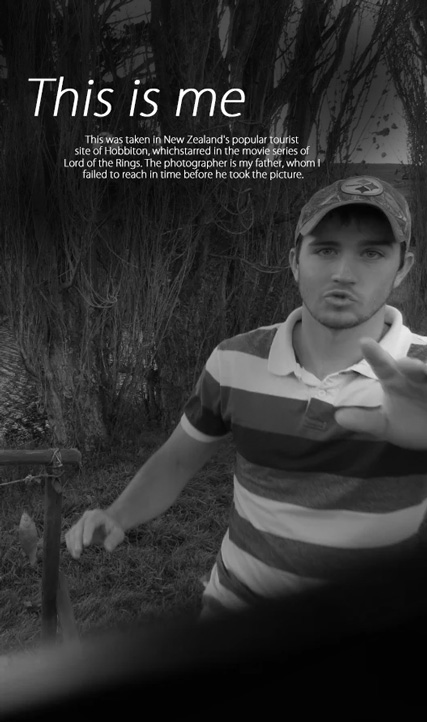 This is me
This was taken in New Zealand's popular tourist
site of Hobbiton, whichstarred in the movie series of
Lord of the Rings. The photographer is my father, whom I
failed to reach in time before he took the picture.